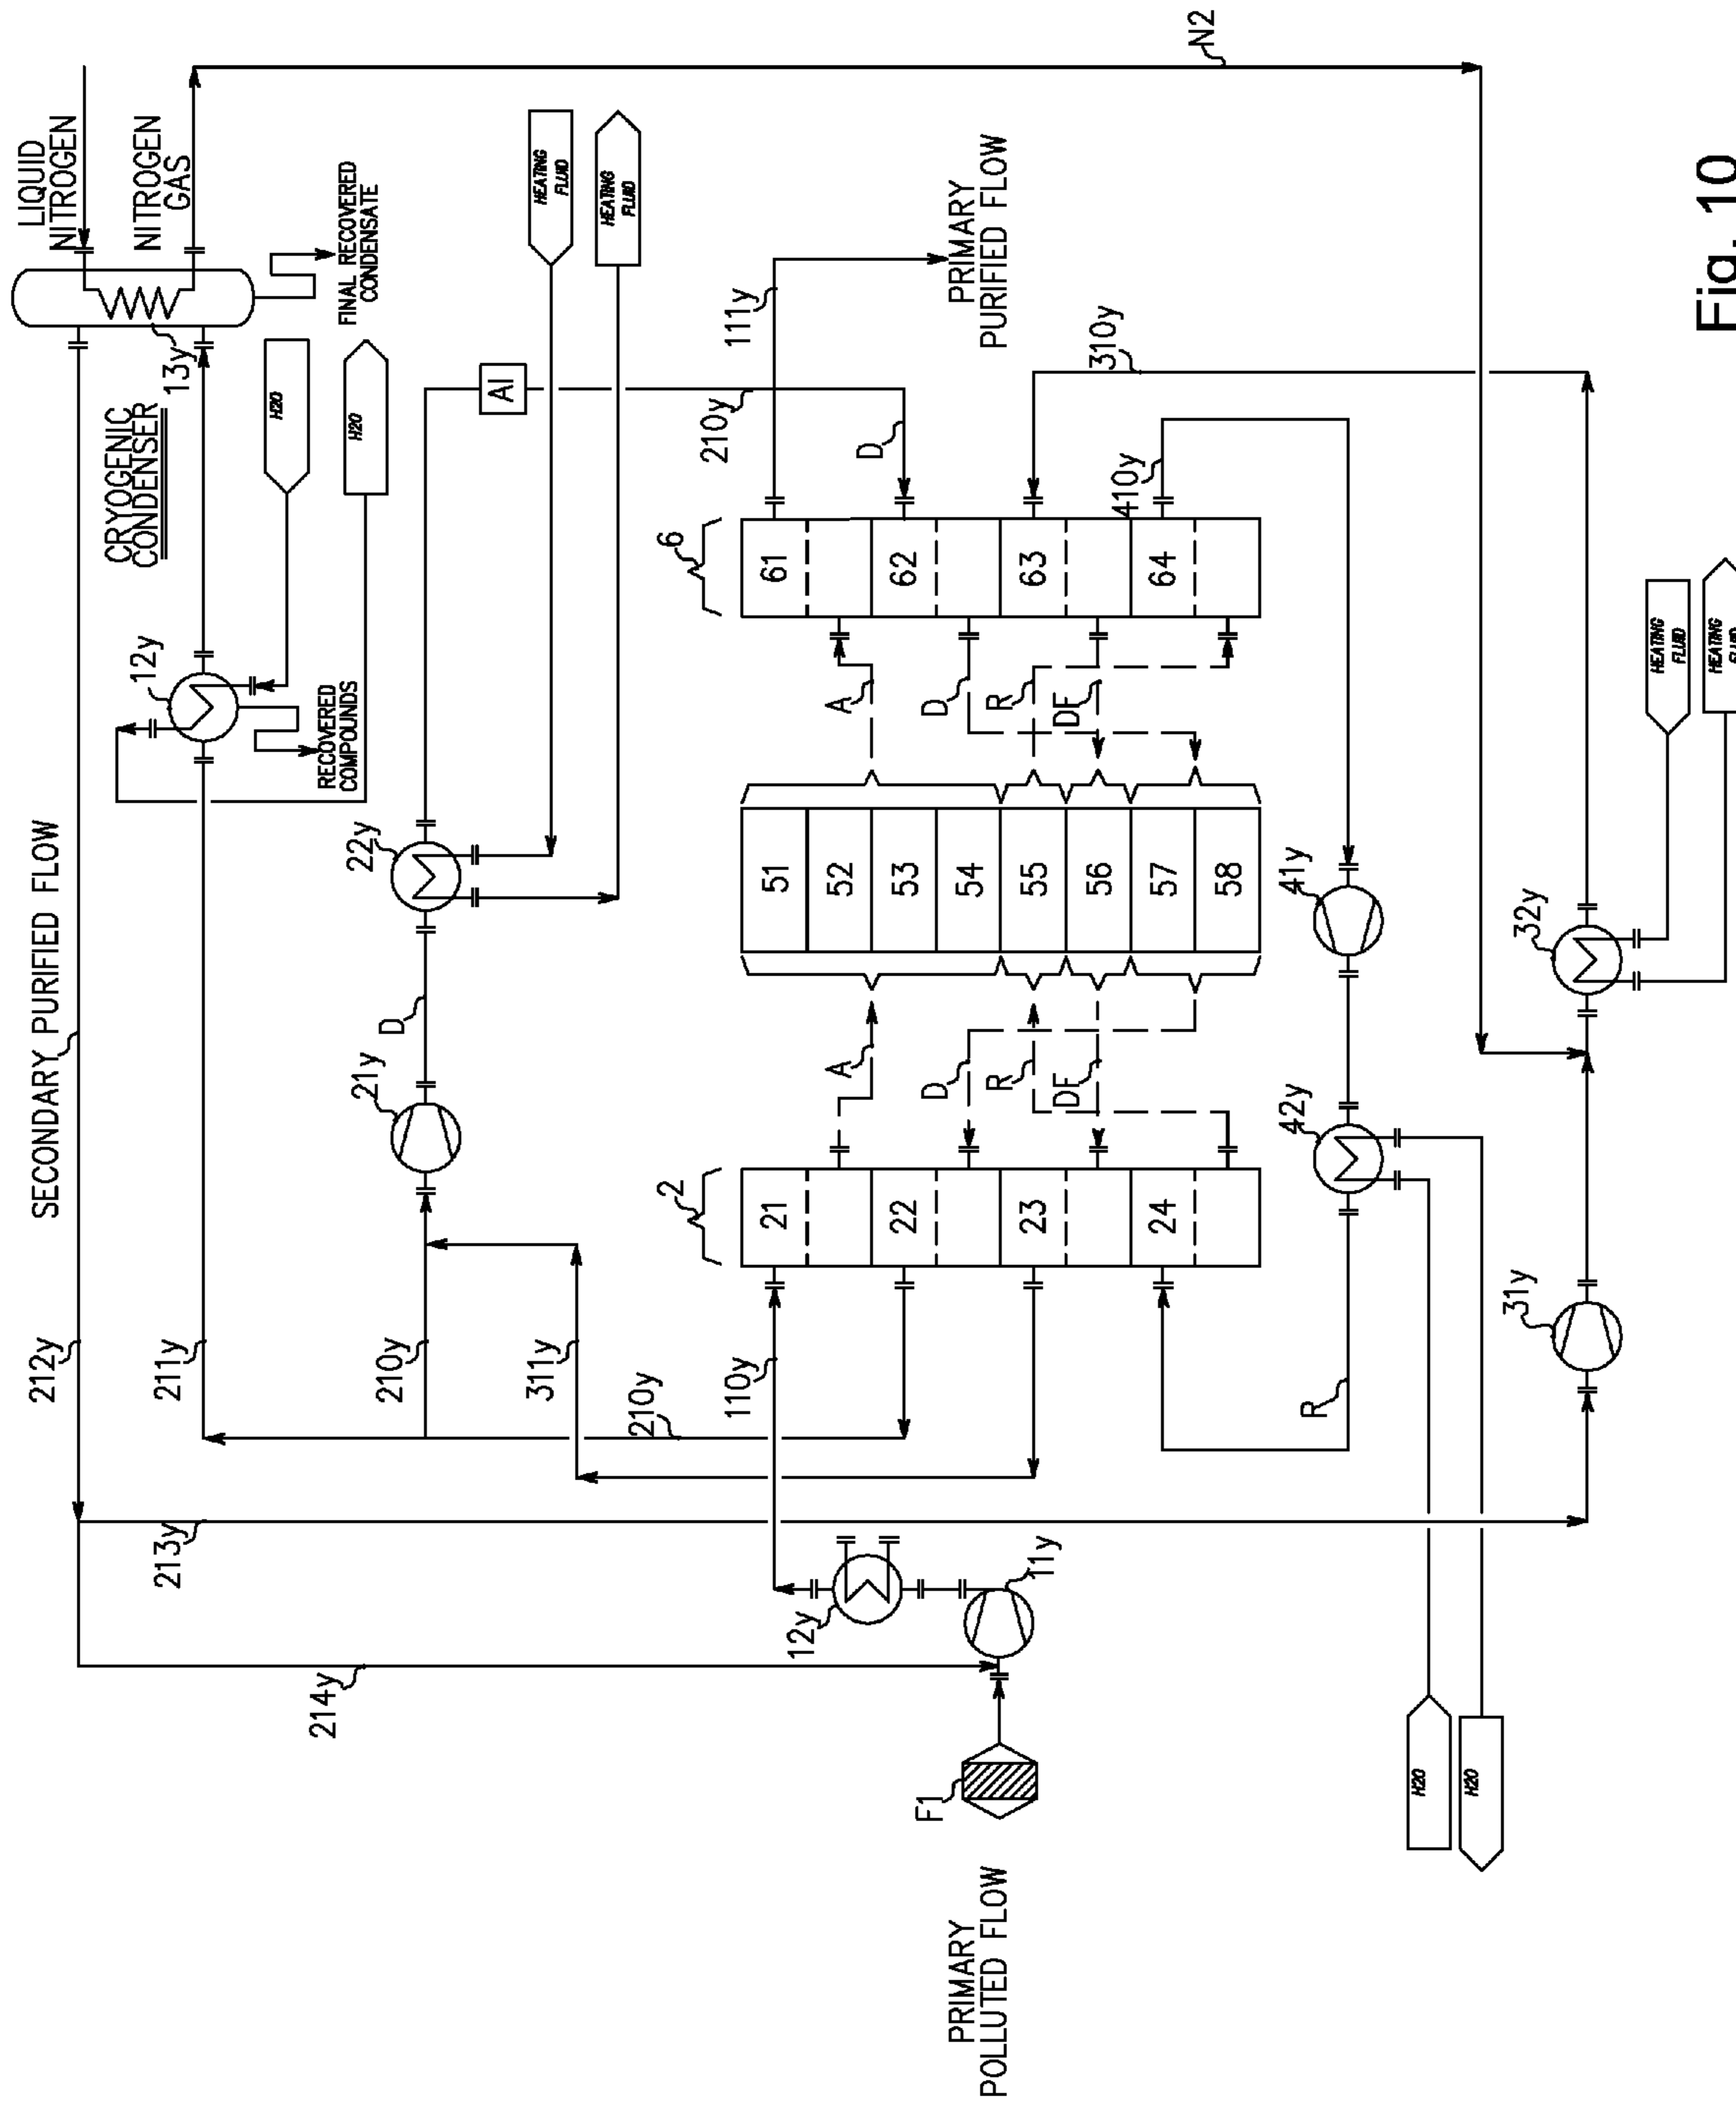 LIQUID
NITROGEN
NITROGEN
GAS
FINAL RECOVERED
CONDENSATE
13y
CRYOGENIC
CONDENSER
H2O
H2O
12y
RECOVERED
COMPOUNDS
SECONDARY PURIFIED FLOW
212y
211y
213y
214y
N2
HEATING
FLUID
HEATING
FLUID
AI
22y
D
21y
210y
311y
210y
110y
111y
PRIMARY
PURIFIED FLOW
210y
D
310y
410y
6
61
62
63
64
A
D
R
DF
51
52
53
54
55
56
57
58
A
D
R
DF
2
21
22
23
24
41y
42y
R
12y
11y
F1
PRIMARY
POLLUTED FLOW
H2O
H2O
31y
32y
HEATING
FLUID
HEATING
FLUID
Fig. 10